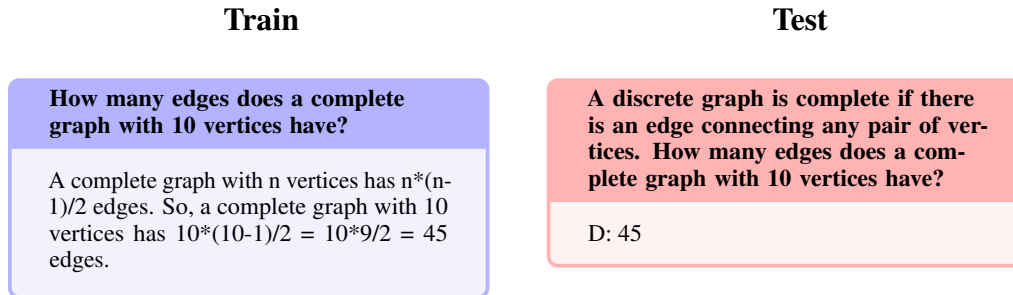 Train
How many edges does a complete
graph with 10 vertices have?
A complete graph with n vertices has n*(n-
1)/2 edges. So, a complete graph with 10
vertices has 10*(10-1)/2 = 10*9/2 = 45
edges.
Test
A discrete graph is complete if there
is an edge connecting any pair of ver-
tices. How many edges does a com-
plete graph with 10 vertices have?
D: 45